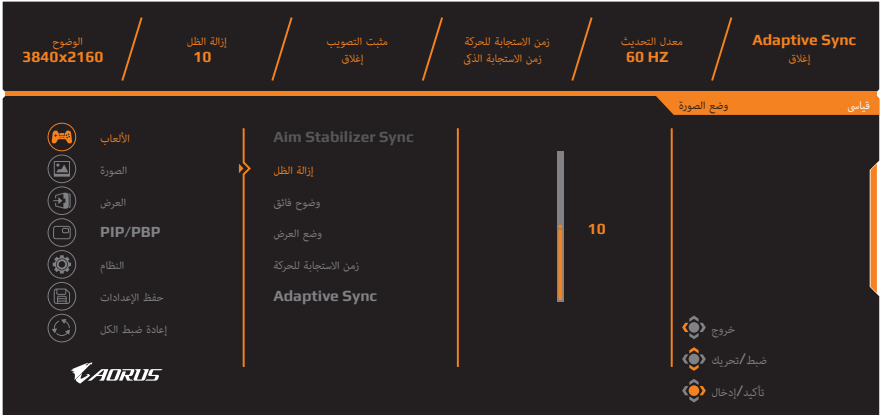 الوضوح
3840x2160
إزالة الظل
10
مثبت التصويب
إغلاق
زمن الاستجابة للحركة
زمن الاستجابة الذكي
معدل التحديث
60 HZ
Adaptive Sync
إغلاق
وضع الصورة
قياسي
الألعاب
الصورة
العرض
PIP/PBP
النظام
حفظ الإعدادات
إعادة ضبط الكل
Aim Stabilizer Sync
إزالة الظل
وضوح فائق
وضع العرض
زمن الاستجابة للحركة
Adaptive Sync
10
خروج
ضبط/تحريك
تأكيد/إدخال
AORUS